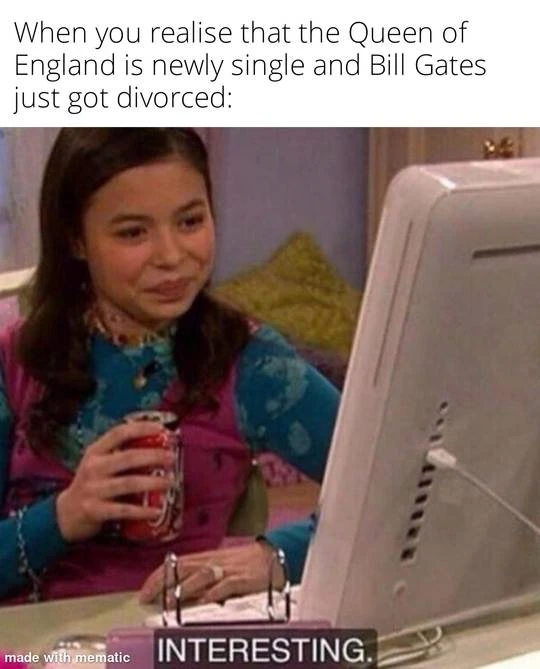 When you realise that the Queen of
England is newly single and Bill Gates
just got divorced:
INTERESTING.
made with mematic